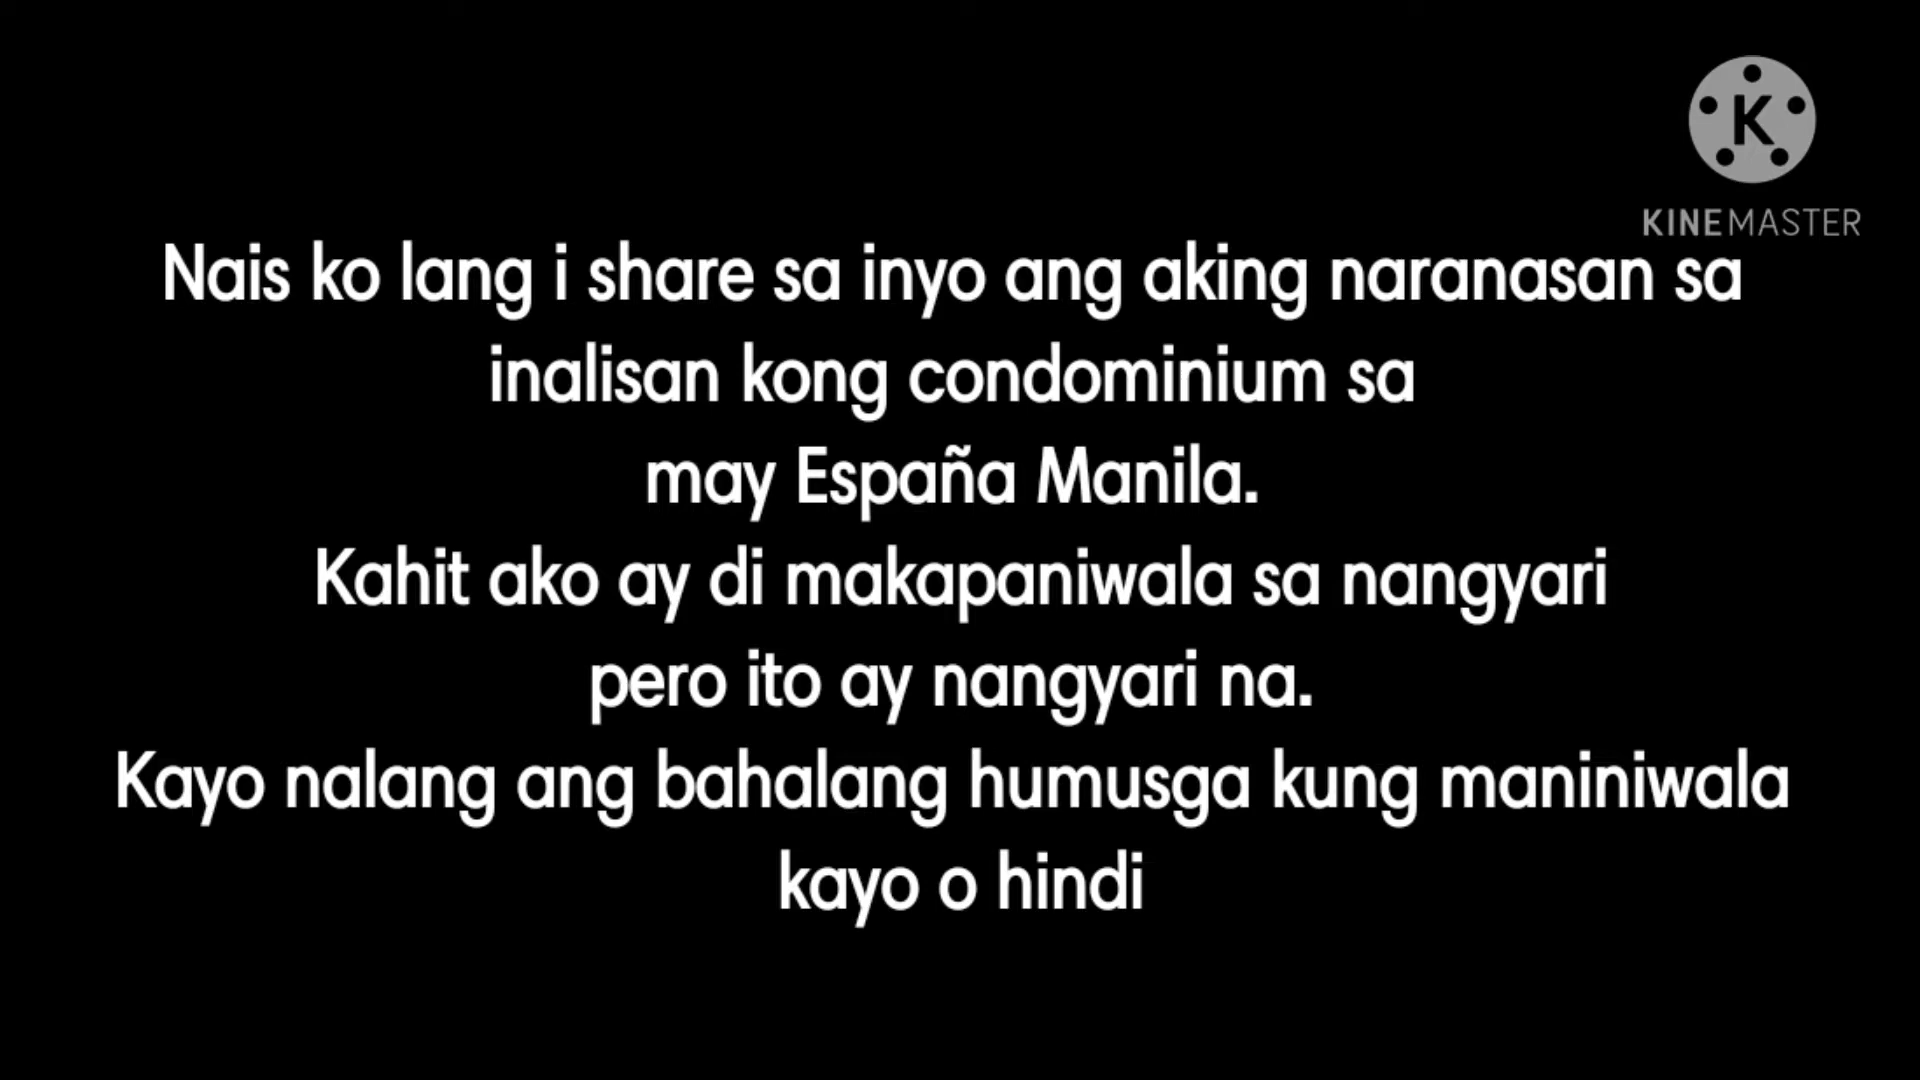 K
KINEMASTER
Nais ko lang i share sa inyo ang aking naranasan sa
inalisan kong condominium sa
may España Manila.
Kahit ako ay di makapaniwala sa nangyari
pero ito ay nangyari na.
Kayo nalang ang bahalang humusga kung maniniwala
kayo o hindi